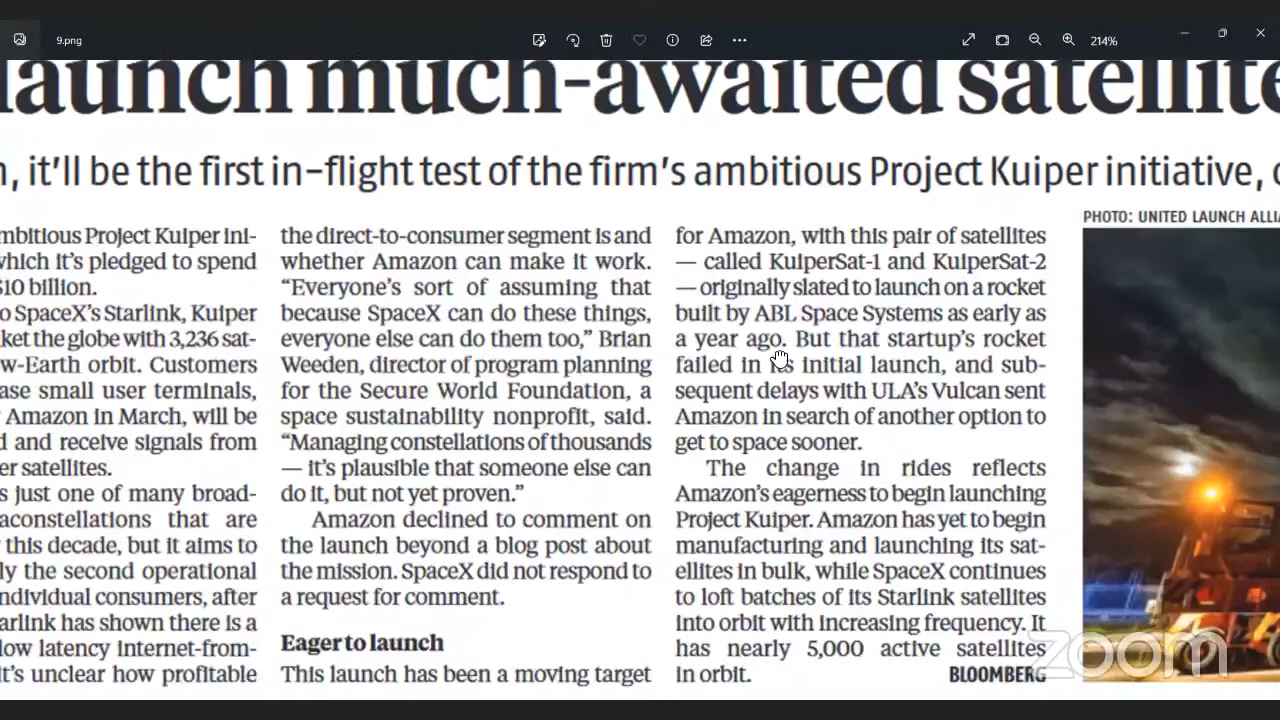 9.png
214%
launch much-awaited satellite
, it'll be the first in-flight test of the firm's ambitious Project Kuiper initiative,
PHOTO: UNITED LAUNCH
mbitious Project Kuiper ini-
which it's pledged to spend
$10 billion.
o SpaceX's Starlink, Kuiper
ket the globe with 3,236 sat-
w-Earth orbit. Customers
ase small user terminals,
Amazon in March, will be
d and receive signals from
er satellites.
s just one of many broad-
aconstellations that are
this decade, but it aims to
ly the second operational
ndividual consumers, after
arlink has shown there is a
low latency internet-from-
t's unclear how profitable
the direct-to-consumer segment is and
whether Amazon can make it work.
“Everyone's sort of assuming that
because SpaceX can do these things,
everyone else can do them too,” Brian
Weeden, director of program planning
for the Secure World Foundation, a
space sustainability nonprofit, said.
“Managing constellations of thousands
— it's plausible that someone else can
do it, but not yet proven.”
Amazon declined to comment on
the launch beyond a blog post about
the mission. SpaceX did not respond to
a request for comment.
Eager to launch
This launch has been a moving target
for Amazon, with this pair of satellites
— called KuiperSat-1 and KuiperSat-2
— originally slated to launch on a rocket
built by ABL Space Systems as early as
a year ago. But that startup's rocket
failed in its initial launch, and sub-
sequent delays with ULA's Vulcan sent
Amazon in search of another option to
get to space sooner.
The change in rides reflects
Amazon's eagerness to begin launching
Project Kuiper. Amazon has yet to begin
manufacturing and launching its sat-
ellites in bulk, while SpaceX continues
to loft batches of its Starlink satellites
into orbit with increasing frequency. It
has nearly 5,000 active satellites
in orbit.
BLOOMBERG
zoom